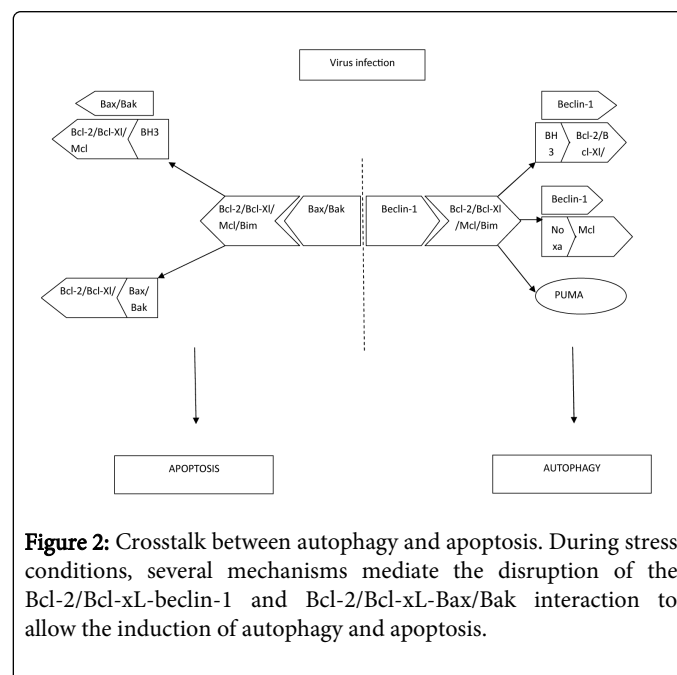 Virus infection
Bax/Bak
Bcl-2/Bcl-Xl/
Mcl
BH3
Beclin-1
BH
3
Bcl-2/B
cl-Xl/
Bcl-2/Bcl-Xl/
Mcl/Bim
Bax/Bak
Beclin-1
Bcl-2/Bcl-Xl
/Mcl/Bim
Beclin-1
No
xa
Mcl
Bcl-2/Bcl-Xl/
Bax/
Bak
PUMA
APOPTOSIS
AUTOPHAGY
Figure 2: Crosstalk between autophagy and apoptosis. During stress
conditions, several mechanisms mediate the disruption of the
Bcl-2/Bcl-xL-beclin-1 and Bcl-2/Bcl-xL-Bax/Bak interaction to
allow the induction of autophagy and apoptosis.